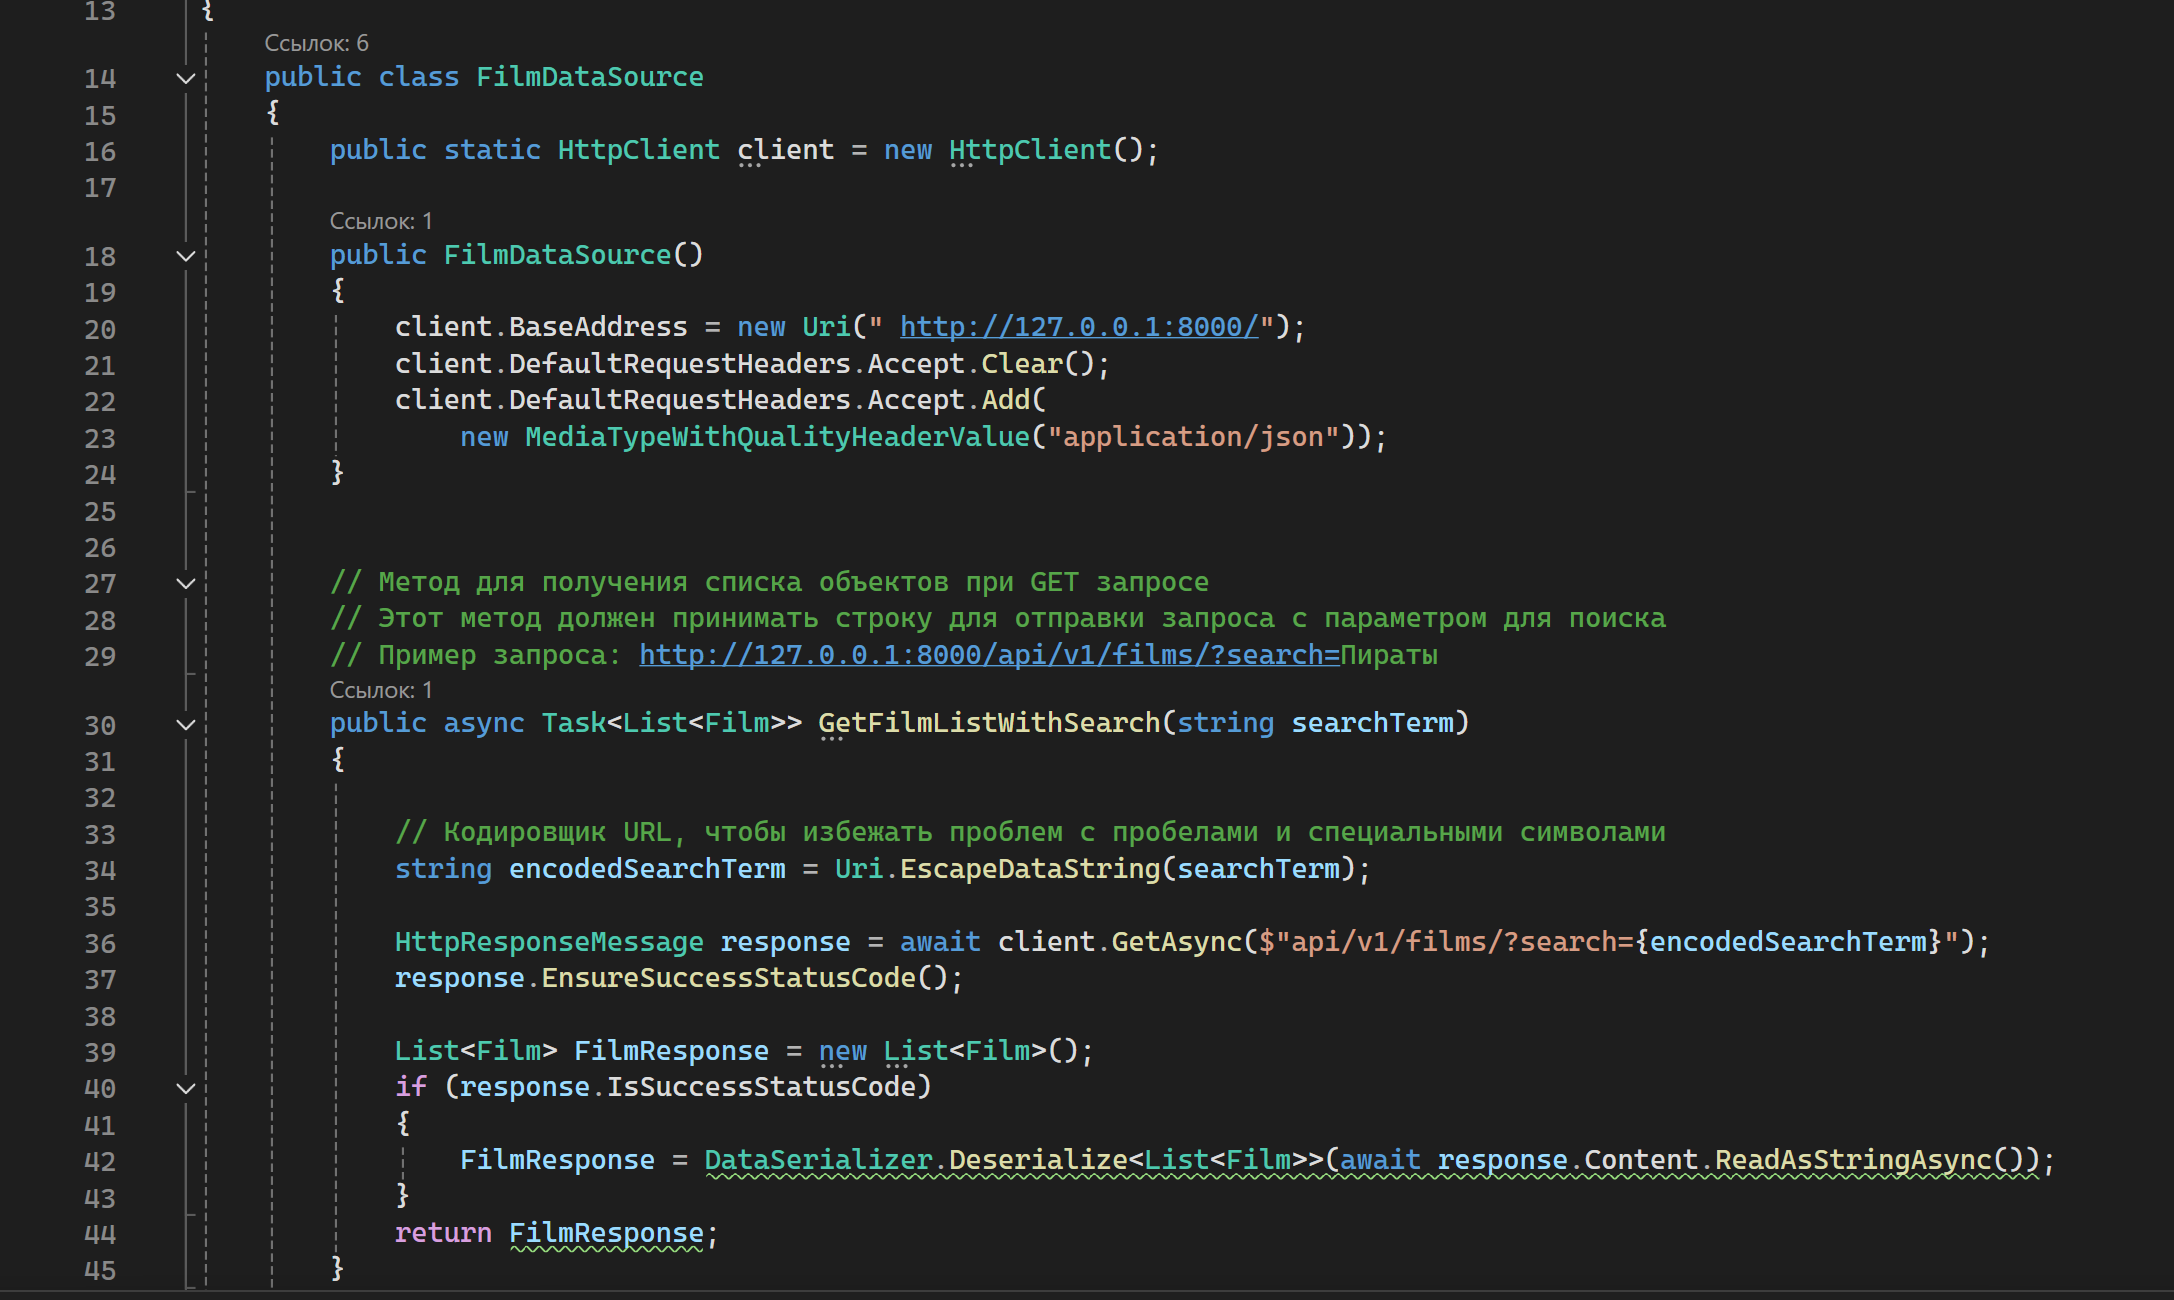 13 {
Ссылок: 6
14 public class FilmDataSource
15 {
16 public static HttpClient client = new HttpClient();
17
Ссылок: 1
18 public FilmDataSource()
19 {
20 client.BaseAddress = new Uri(" http://127.0.0.1:8000/");
21 client.DefaultRequestHeaders.Accept.Clear();
22 client.DefaultRequestHeaders.Accept.Add(
23 new MediaTypeWithQualityHeaderValue("application/json"));
24 }
25
26
27 // Метод для получения списка объектов при GET запросе
28 // Этот метод должен принимать строку для отправки запроса с параметром для поиска
29 // Пример запроса: http://127.0.0.1:8000/api/v1/films/?search=Пираты
Ссылок: 1
30 public async Task<List<Film>> GetFilmListWithSearch(string searchTerm)
31 {
32
33 // Кодировщик URL, чтобы избежать проблем с пробелами и специальными символами
34 string encodedSearchTerm = Uri.EscapeDataString(searchTerm);
35
36 HttpResponseMessage response = await client.GetAsync($"api/v1/films/?search={encodedSearchTerm}");
37 response.EnsureSuccessStatusCode();
38
39 List<Film> FilmResponse = new List<Film>();
40 if (response.IsSuccessStatusCode)
41 {
42 FilmResponse = DataSerializer.Deserialize<List<Film>>(await response.Content.ReadAsStringAsync());
43 }
44 return FilmResponse;
45 }